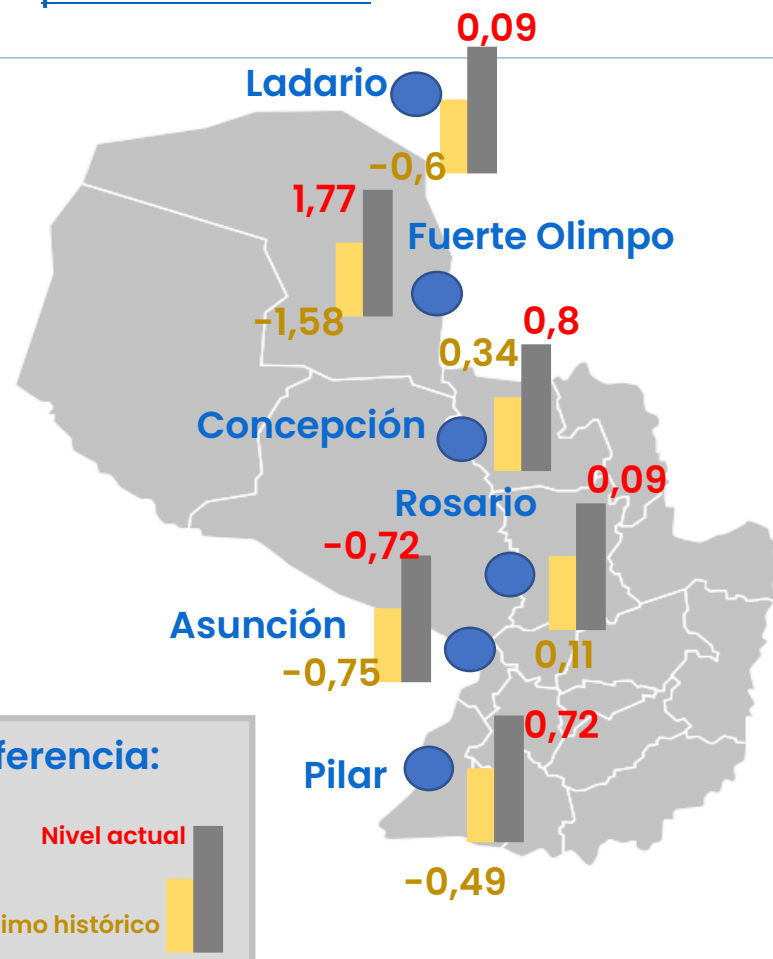 0,09
Ladario
-0,6
1,77
Fuerte Olimpo
-1,58
0,8
0,34
Concepción
0,09
Rosario
-0,72
Asunción
0,11
-0,75
0,72
Pilar
-0,49
ferencia:
Nivel actual
imo histórico